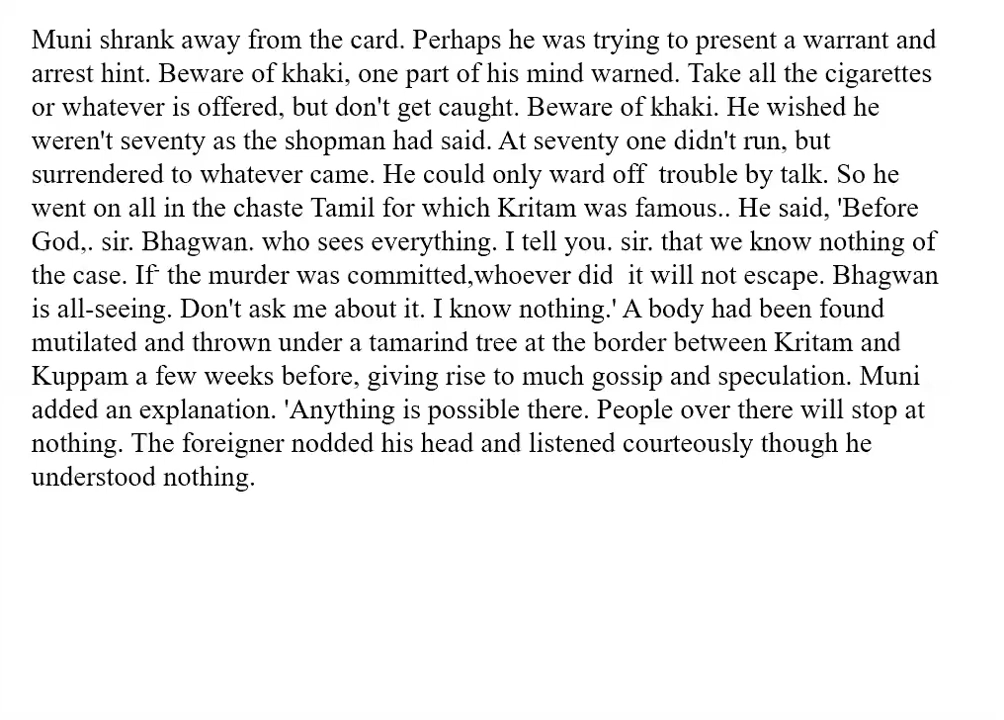 Muni shrank away from the card. Perhaps he was trying to present a warrant and
arrest hint. Beware of khaki, one part of his mind warned. Take all the cigarettes
or whatever is offered, but don't get caught. Beware of khaki. He wished he
weren't seventy as the shopman had said. At seventy one didn't run, but
surrendered to whatever came. He could only ward off  trouble by talk. So he
went on all in the chaste Tamil for which Kritam was famous.. He said, 'Before
God,. sir. Bhagwan. who sees everything. I tell you. sir. that we know nothing of
the case. If the murder was committed,whoever did  it will not escape. Bhagwan
is all-seeing. Don't ask me about it. I know nothing.' A body had been found
mutilated and thrown under a tamarind tree at the border between Kritam and
Kuppam a few weeks before, giving rise to much gossip and speculation. Muni
added an explanation. 'Anything is possible there. People over there will stop at
nothing. The foreigner nodded his head and listened courteously though he
understood nothing.